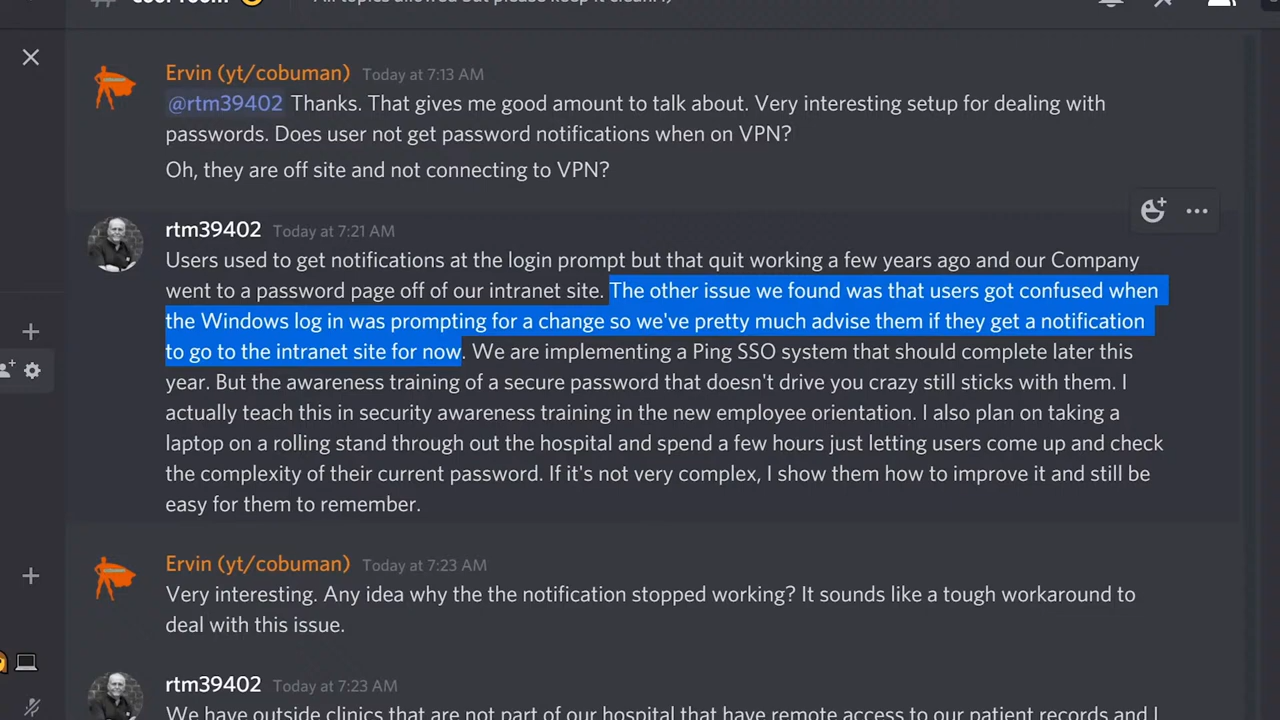 Ervin (yt/cobuman) Today at 7:13 AM
@rtm39402 Thanks. That gives me good amount to talk about. Very interesting setup for dealing with
passwords. Does user not get password notifications when on VPN?
Oh, they are off site and not connecting to VPN?
rtm39402 Today at 7:21 AM
Users used to get notifications at the login prompt but that quit working a few years ago and our Company
went to a password page off of our intranet site. The other issue we found was that users got confused when
the Windows log in was prompting for a change so we've pretty much advise them if they get a notification
to go to the intranet site for now. We are implementing a Ping SSO system that should complete later this
year. But the awareness training of a secure password that doesn't drive you crazy still sticks with them. I
actually teach this in security awareness training in the new employee orientation. I also plan on taking a
laptop on a rolling stand through out the hospital and spend a few hours just letting users come up and check
the complexity of their current password. If it's not very complex, I show them how to improve it and still be
easy for them to remember.
Ervin (yt/cobuman) Today at 7:23 AM
Very interesting. Any idea why the the notification stopped working? It sounds like a tough workaround to
deal with this issue.
rtm39402 Today at 7:23 AM
We have outside clinics that are not part of our hospital that have remote access to our patient records and I